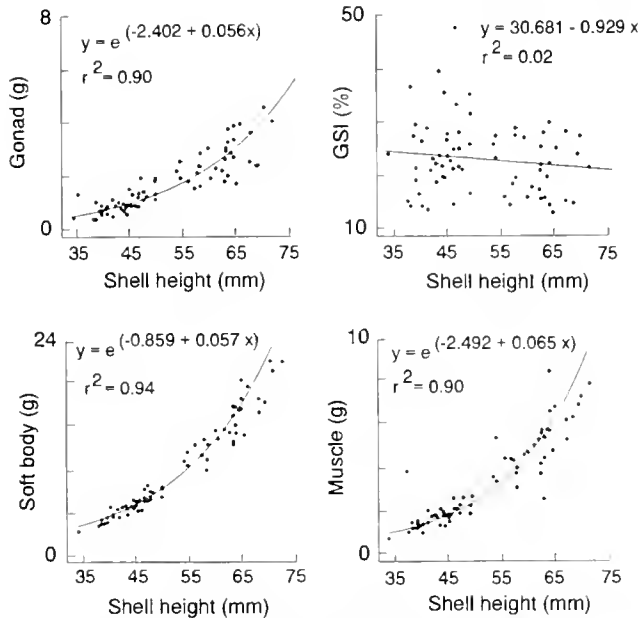 8
y = e (-2.402 + 0.056x)
r 2 = 0.90
Gonad (g)
0
35 45 55 65 75
Shell height (mm)
50
y = 30.681 - 0.929 x
r 2 = 0.02
GSI (%)
10
35 45 55 65 75
Shell height (mm)
24
y = e (-0.859 + 0.057 x)
r 2 = 0.94
Soft body (g)
0
35 45 55 65 75
Shell height (mm)
10
y = e (-2.492 + 0.065 x)
r 2 = 0.90
Muscle (g)
0
35 45 55 65 75
Shell height (mm)